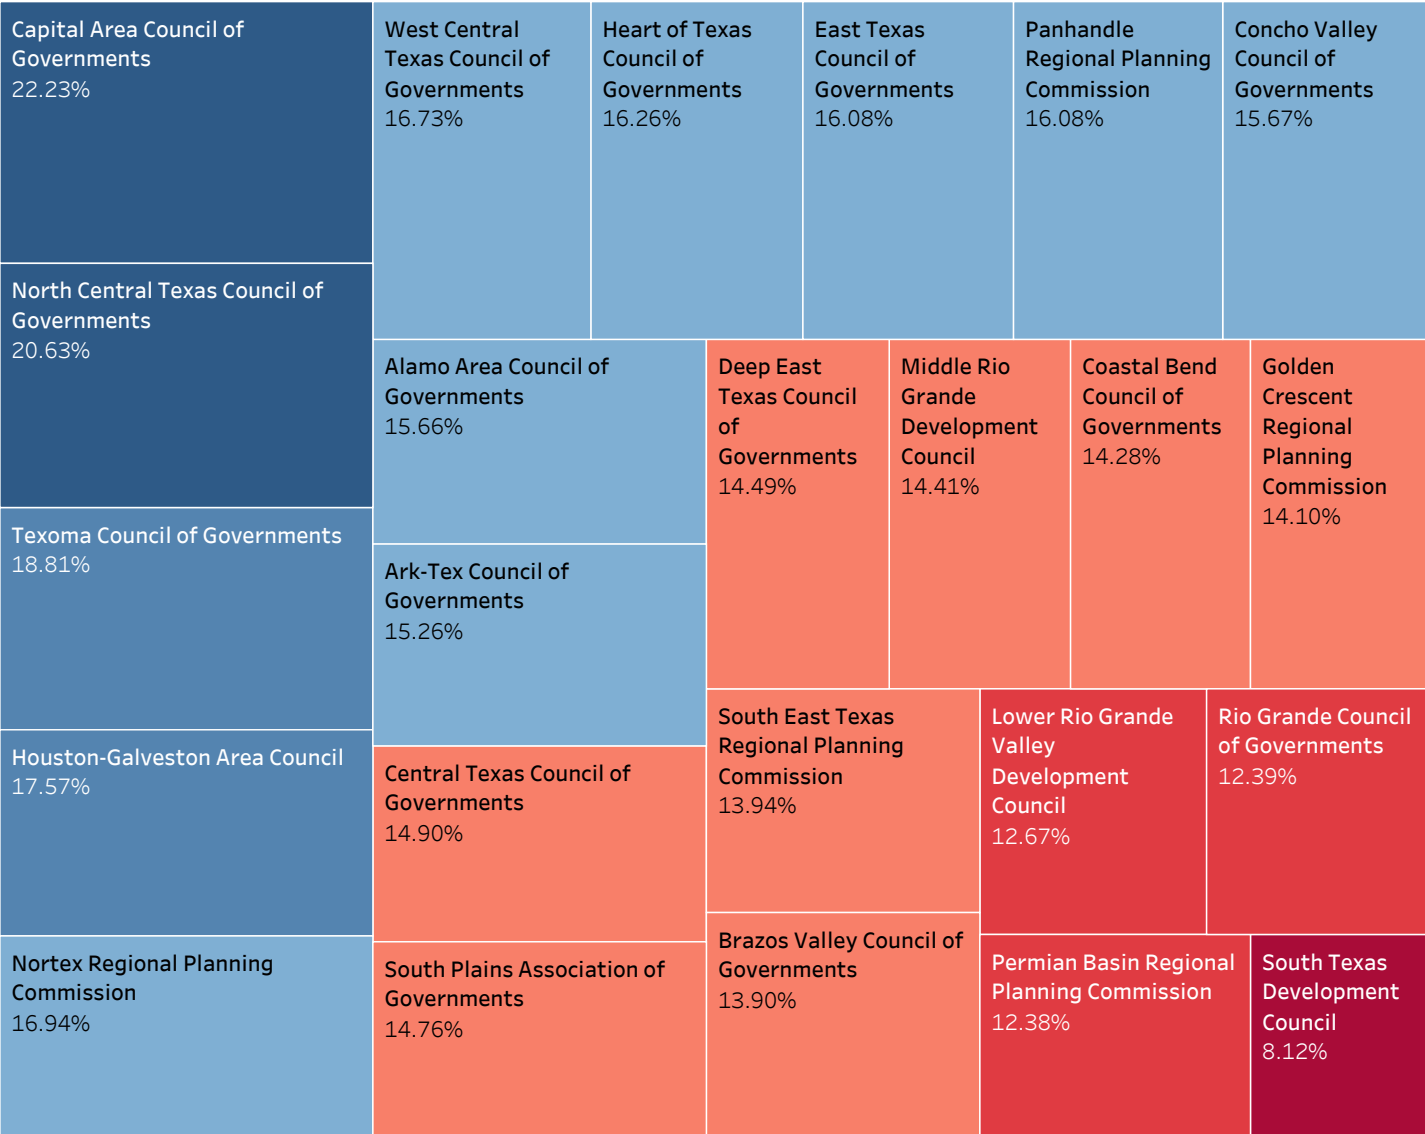 Capital Area Council of
Governments
22.23%
North Central Texas Council of
Governments
20.63%
Texoma Council of Governments
18.81%
Houston-Galveston Area Council
17.57%
Nortex Regional Planning
Commission
16.94%
West Central
Texas Council of
Governments
16.73%
Heart of Texas
Council of
Governments
16.26%
East Texas
Council of
Governments
16.08%
Panhandle
Regional Planning
Commission
16.08%
Concho Valley
Council of
Governments
15.67%
Alamo Area Council of
Governments
15.66%
Ark-Tex Council of
Governments
15.26%
Central Texas Council of
Governments
14.90%
South Plains Association of
Governments
14.76%
Deep East
Texas Council
of
Governments
14.49%
Middle Rio
Grande
Development
Council
14.41%
Coastal Bend
Council of
Governments
14.28%
Golden
Crescent
Regional
Planning
Commission
14.10%
South East Texas
Regional Planning
Commission
13.94%
Brazos Valley Council of
Governments
13.90%
Lower Rio Grande
Valley
Development
Council
12.67%
Rio Grande Council
of Governments
12.39%
Permian Basin Regional
Planning Commission
12.38%
South Texas
Development
Council
8.12%